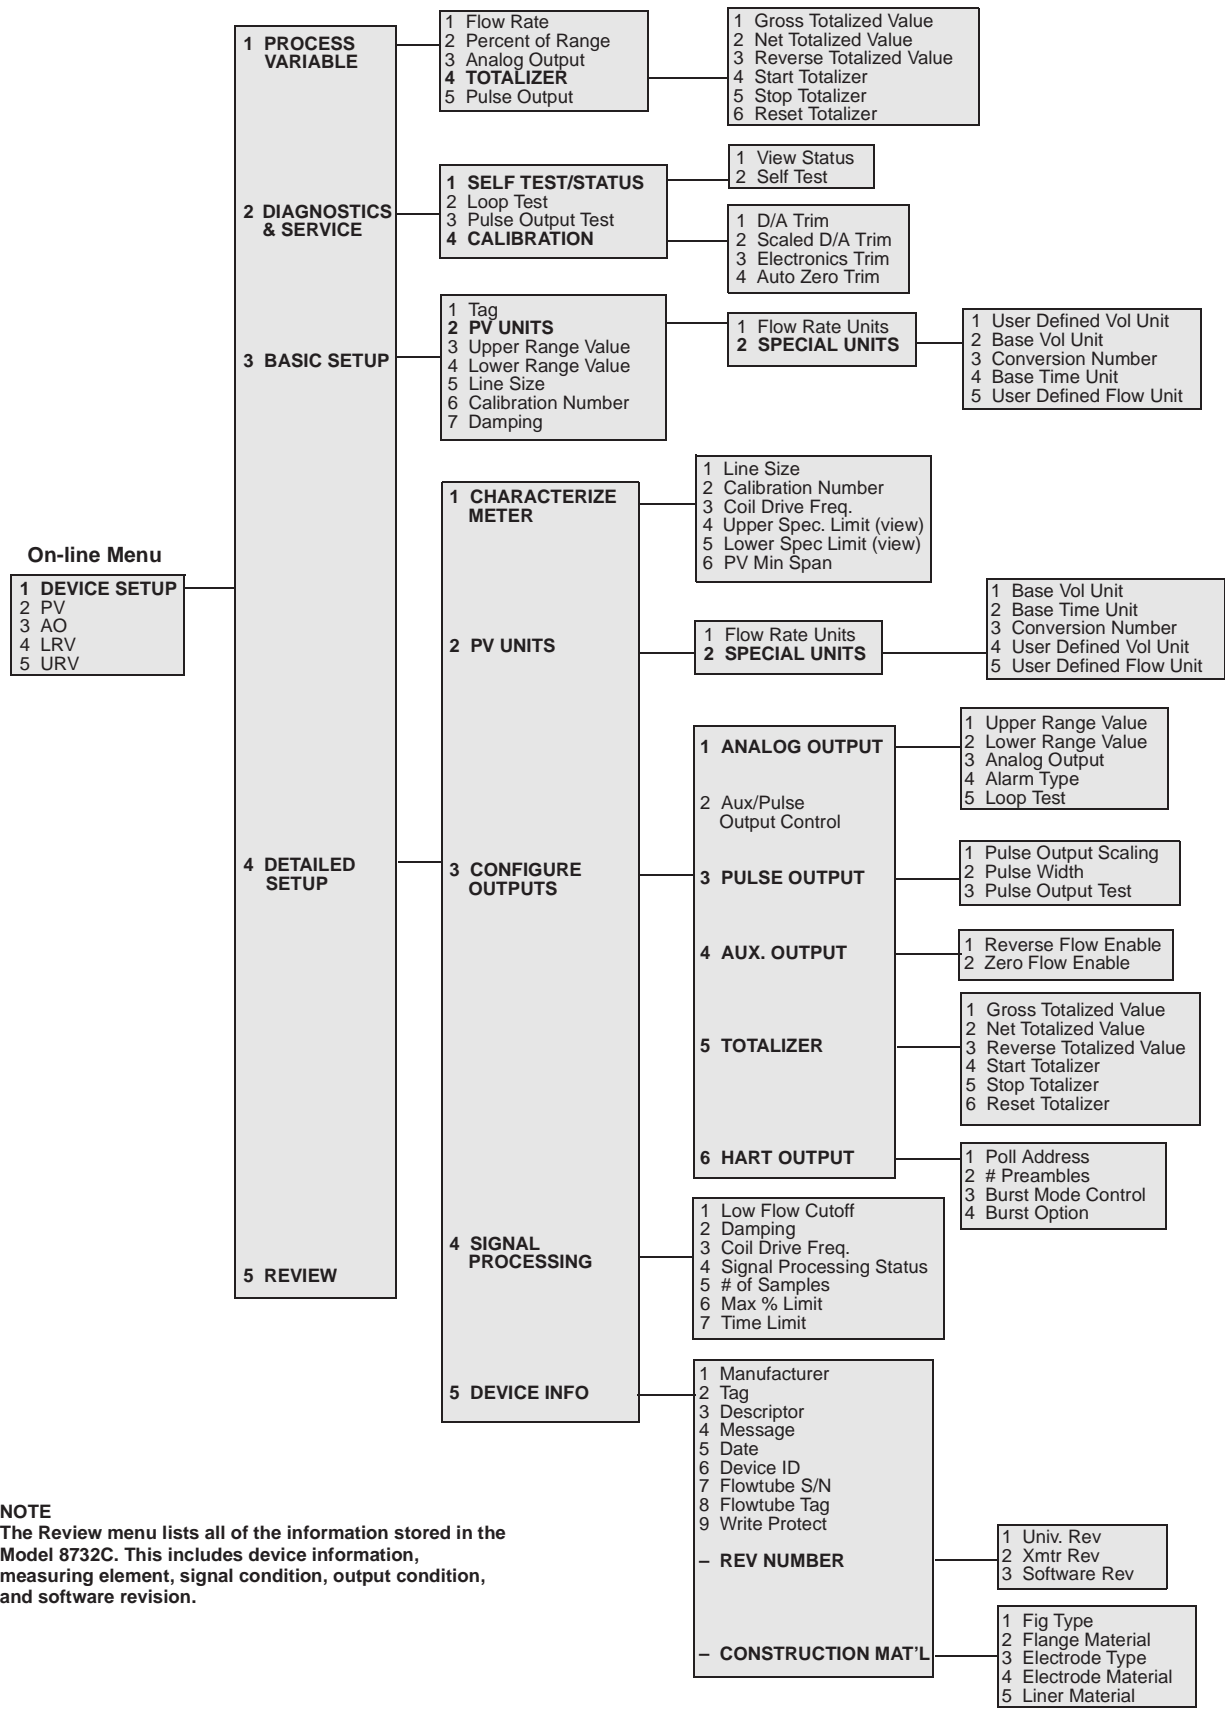 On-line Menu
1 DEVICE SETUP
2 PV
3 AO
4 LRV
5 URV
1 PROCESS
VARIABLE
2 DIAGNOSTICS
& SERVICE
3 BASIC SETUP
4 DETAILED
SETUP
5 REVIEW
1 Flow Rate
2 Percent of Range
3 Analog Output
4 TOTALIZER
5 Pulse Output
1 Gross Totalized Value
2 Net Totalized Value
3 Reverse Totalized Value
4 Start Totalizer
5 Stop Totalizer
6 Reset Totalizer
1 SELF TEST/STATUS
2 Loop Test
3 Pulse Output Test
4 CALIBRATION
1 View Status
2 Self Test
1 D/A Trim
2 Scaled D/A Trim
3 Electronics Trim
4 Auto Zero Trim
1 Tag
2 PV UNITS
3 Upper Range Value
4 Lower Range Value
5 Line Size
6 Calibration Number
7 Damping
1 Flow Rate Units
2 SPECIAL UNITS
1 User Defined Vol Unit
2 Base Vol Unit
3 Conversion Number
4 Base Time Unit
5 User Defined Flow Unit
1 CHARACTERIZE
METER
2 PV UNITS
3 CONFIGURE
OUTPUTS
4 SIGNAL
PROCESSING
5 DEVICE INFO
1 Line Size
2 Calibration Number
3 Coil Drive Freq.
4 Upper Spec. Limit (view)
5 Lower Spec Limit (view)
6 PV Min Span
1 Flow Rate Units
2 SPECIAL UNITS
1 Base Vol Unit
2 Base Time Unit
3 Conversion Number
4 User Defined Vol Unit
5 User Defined Flow Unit
1 ANALOG OUTPUT
2 Aux/Pulse
Output Control
3 PULSE OUTPUT
4 AUX. OUTPUT
5 TOTALIZER
6 HART OUTPUT
1 Upper Range Value
2 Lower Range Value
3 Analog Output
4 Alarm Type
5 Loop Test
1 Pulse Output Scaling
2 Pulse Width
3 Pulse Output Test
1 Reverse Flow Enable
2 Zero Flow Enable
1 Gross Totalized Value
2 Net Totalized Value
3 Reverse Totalized Value
4 Start Totalizer
5 Stop Totalizer
6 Reset Totalizer
1 Poll Address
2 # Preambles
3 Burst Mode Control
4 Burst Option
1 Low Flow Cutoff
2 Damping
3 Coil Drive Freq.
4 Signal Processing Status
5 # of Samples
6 Max % Limit
7 Time Limit
1 Manufacturer
2 Tag
3 Descriptor
4 Message
5 Date
6 Device ID
7 Flowtube S/N
8 Flowtube Tag
9 Write Protect
– REV NUMBER
– CONSTRUCTION MAT’L
1 Univ. Rev
2 Xmtr Rev
3 Software Rev
1 Fig Type
2 Flange Material
3 Electrode Type
4 Electrode Material
5 Liner Material
NOTE
The Review menu lists all of the information stored in the
Model 8732C. This includes device information,
measuring element, signal condition, output condition,
and software revision.